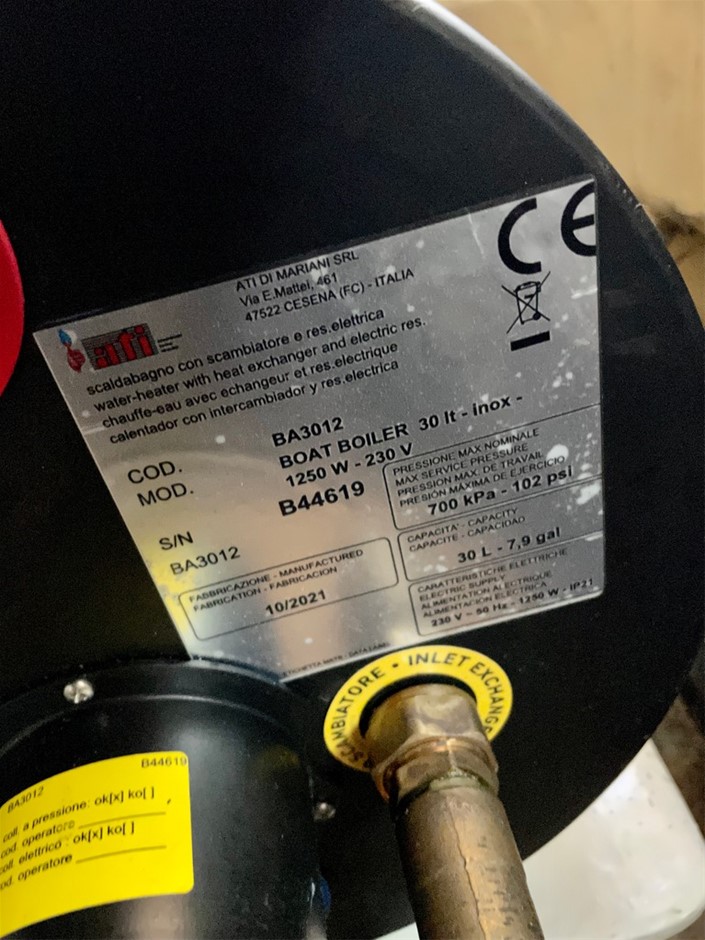 CE
ATI DI MARIANI SRL
Via E.Mattei, 461
47522 CESENA (FC) - ITALIA
ati
scaldabagno con scambiatore e res.elettrica
water-heater with heat exchanger and electric res.
chauffe-eau avec echangeur et res.electrique
calentador con intercambiador y res.electrica
COD. BA3012
MOD. BOAT BOILER 30 lt - inox -
1250 W - 230 V
S/N B44619
BA3012
PRESSIONE MAX NOMINALE
MAX SERVICE PRESSURE
PRESSION MAX. DE TRAVAIL
PRESIÓN MÁXIMA DE EJERCICIO
700 kPa - 102 psi
FABBRICAZIONE - MANUFACTURED
FABRICATION - FABRICACION
10/2021
CAPACITA' - CAPACITY
CAPACITE - CAPACIDAD
30 L - 7,9 gal
CARATTERISTICHE ELETTRICHE
ELECTRIC SUPPLY
ALIMENTATION ALECTRIQUE
ALIMENTACIÓN ELECTRICA
230 V ~ 50 Hz - 1250 W - IP21
SCAMBIATORE - INLET EXCHANG
BA3012 B44619
coll. a pressione: ok[x] ko[ ]
cod. operatore
coll. elettrico : ok[x] ko[ ]
cod. operatore